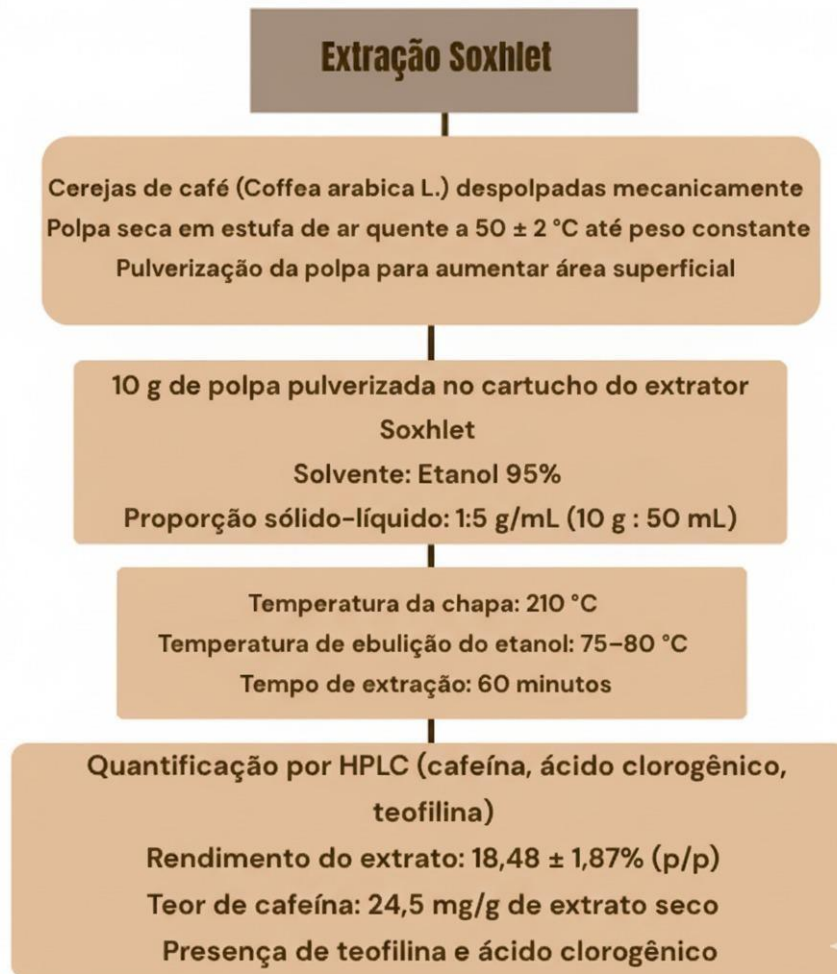 Extração Soxhlet
Cerejas de café (Coffea arabica L.) despolpadas mecanicamente
Polpa seca em estufa de ar quente a 50 ± 2 °C até peso constante
Pulverização da polpa para aumentar área superficial
10 g de polpa pulverizada no cartucho do extrator
Soxhlet
Solvente: Etanol 95%
Proporção sólido-líquido: 1:5 g/mL (10 g : 50 mL)
Temperatura da chapa: 210 °C
Temperatura de ebulição do etanol: 75–80 °C
Tempo de extração: 60 minutos
Quantificação por HPLC (cafeína, ácido clorogênico,
teofilina)
Rendimento do extrato: 18,48 ± 1,87% (p/p)
Teor de cafeína: 24,5 mg/g de extrato seco
Presença de teofilina e ácido clorogênico